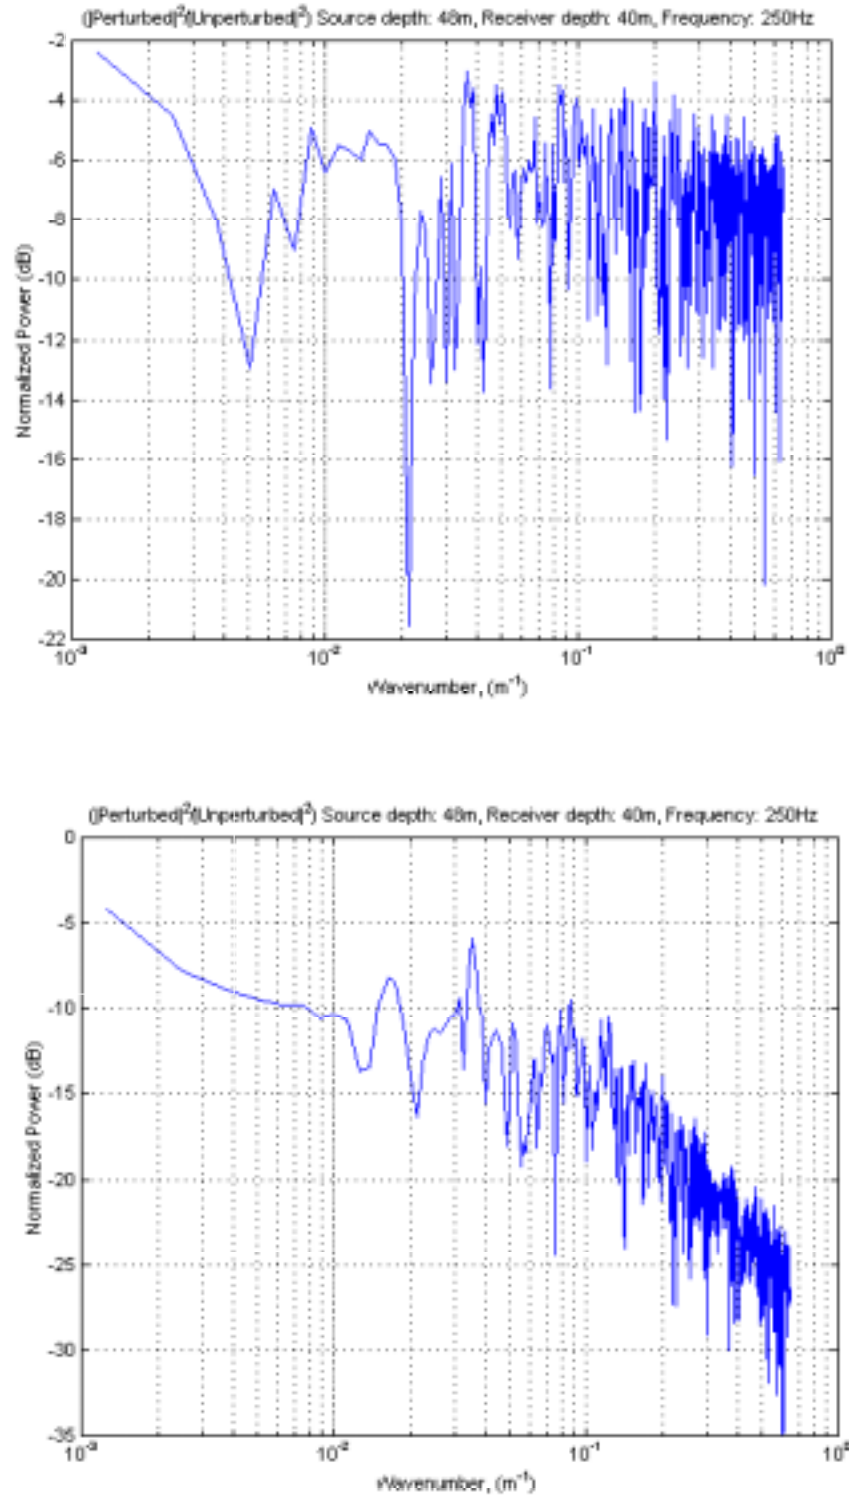 (|Perturbed|²/|Unperturbed|²) Source depth: 48m, Receiver depth: 40m, Frequency: 250Hz
-2
-4
-6
-8
-10
-12
-14
-16
-18
-20
-22
Normalized Power (dB)
10⁻³ 10⁻² 10⁻¹ 10⁰
Wavenumber, (m⁻¹)
(|Perturbed|²/|Unperturbed|²) Source depth: 48m, Receiver depth: 40m, Frequency: 250Hz
0
-5
-10
-15
-20
-25
-30
-35
Normalized Power (dB)
10⁻³ 10⁻² 10⁻¹ 10⁰
Wavenumber, (m⁻¹)